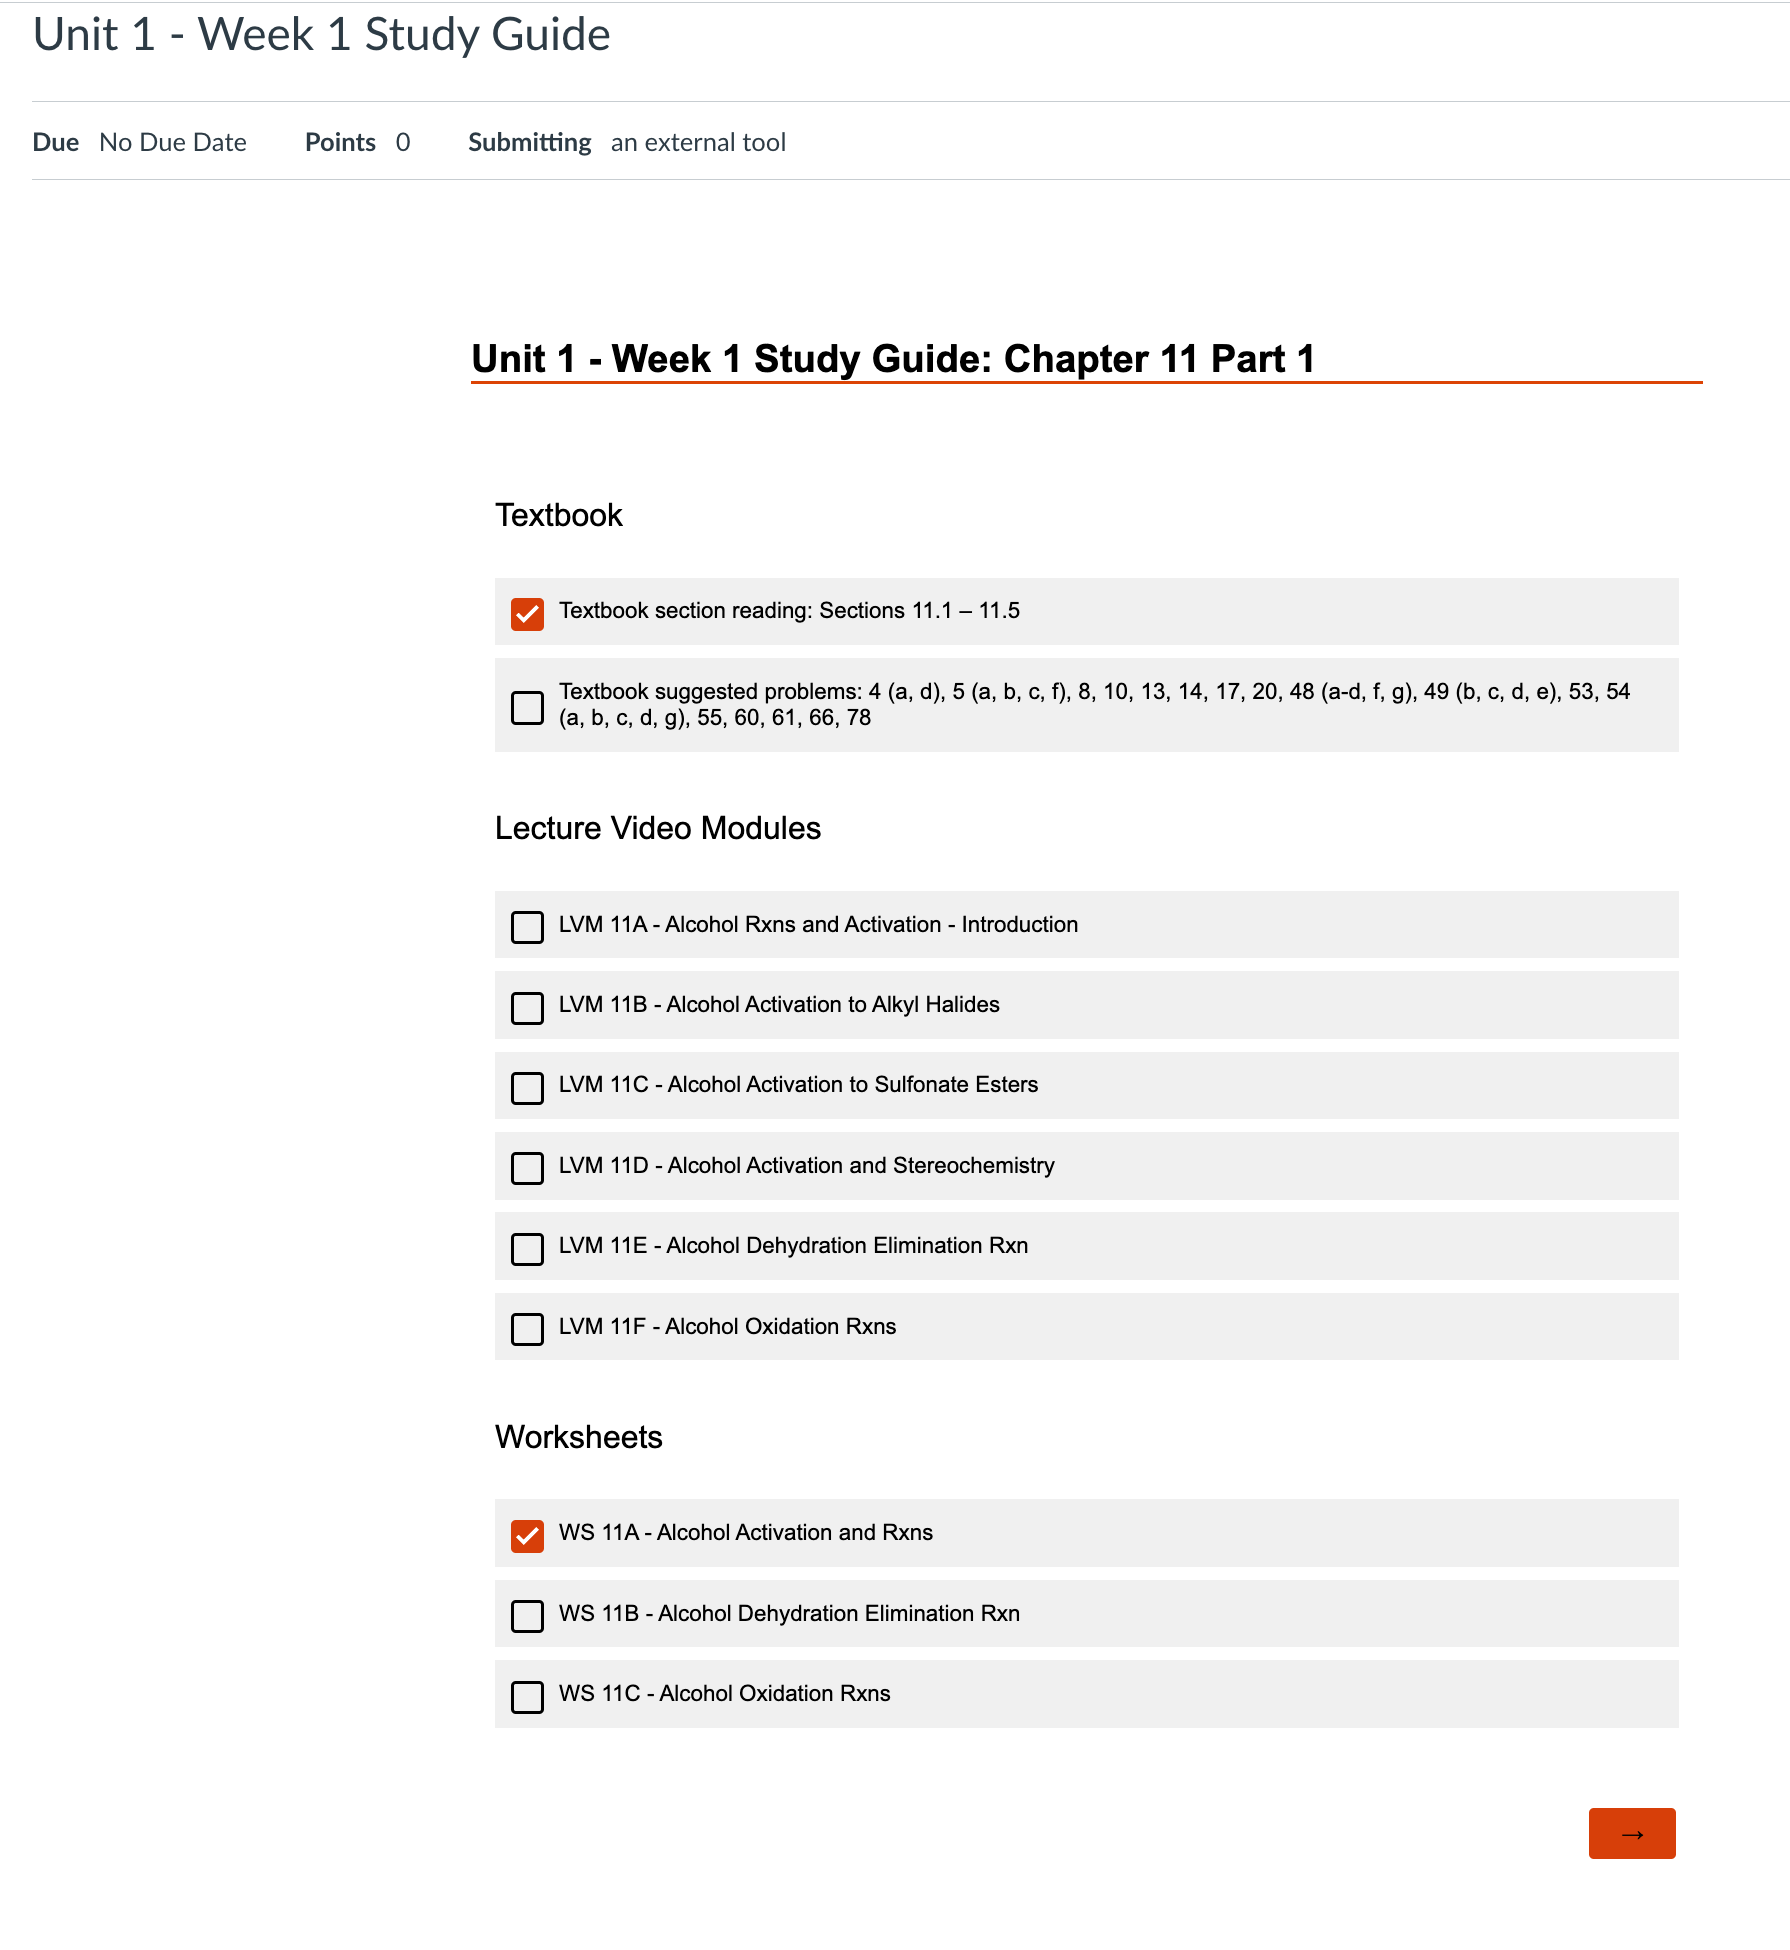 Unit 1 - Week 1 Study Guide
Due No Due Date Points 0 Submitting an external tool
Unit 1 - Week 1 Study Guide: Chapter 11 Part 1
Textbook
Textbook section reading: Sections 11.1 – 11.5
Textbook suggested problems: 4 (a, d), 5 (a, b, c, f), 8, 10, 13, 14, 17, 20, 48 (a-d, f, g), 49 (b, c, d, e), 53, 54
(a, b, c, d, g), 55, 60, 61, 66, 78
Lecture Video Modules
LVM 11A - Alcohol Rxns and Activation - Introduction
LVM 11B - Alcohol Activation to Alkyl Halides
LVM 11C - Alcohol Activation to Sulfonate Esters
LVM 11D - Alcohol Activation and Stereochemistry
LVM 11E - Alcohol Dehydration Elimination Rxn
LVM 11F - Alcohol Oxidation Rxns
Worksheets
WS 11A - Alcohol Activation and Rxns
WS 11B - Alcohol Dehydration Elimination Rxn
WS 11C - Alcohol Oxidation Rxns
→